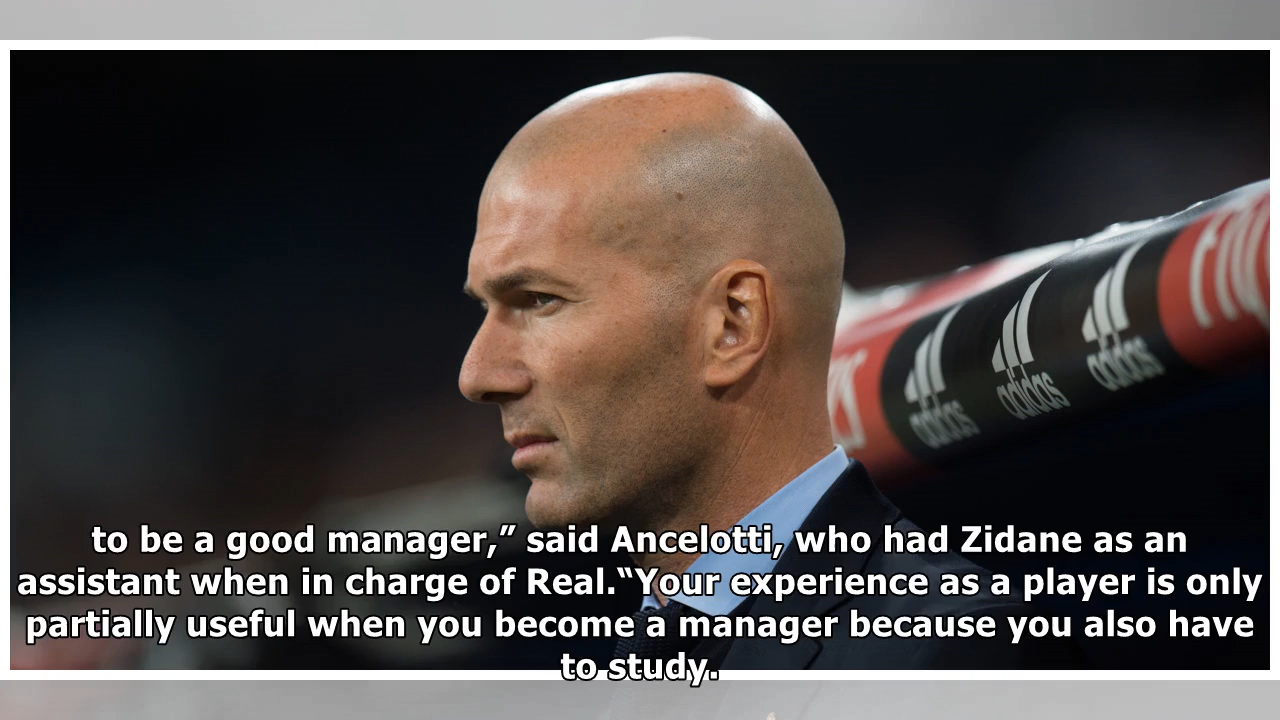 adidas
adidas
adidas
to be a good manager,” said Ancelotti, who had Zidane as an
assistant when in charge of Real.“Your experience as a player is only
partially useful when you become a manager because you also have
to study.